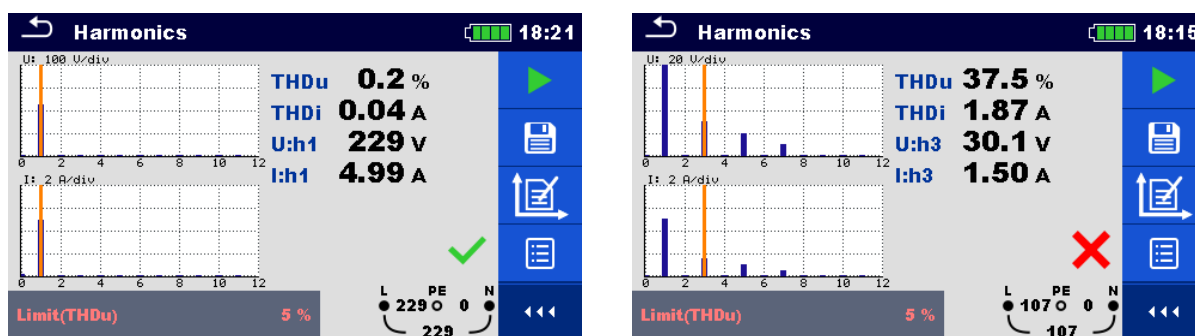 Harmonics 18:21
U: 100 V/div
THDu 0.2 %
THDi 0.04 A
U:h1 229 V
0 2 4 6 8 10 12
I: 2 A/div
I:h1 4.99 A
0 2 4 6 8 10 12
Limit(THDu) 5 %
L PE N
229 0
229
Harmonics 18:15
U: 20 V/div
THDu 37.5 %
THDi 1.87 A
U:h3 30.1 V
0 2 4 6 8 10 12
I: 2 A/div
I:h3 1.50 A
0 2 4 6 8 10 12
Limit(THDu) 5 %
L PE N
107 0
107